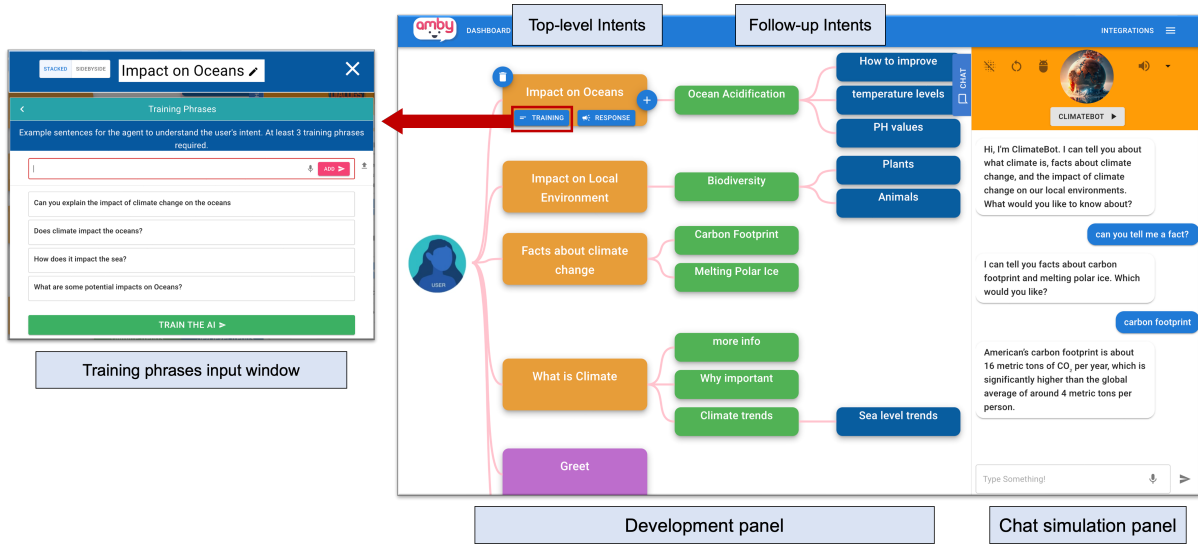 STACKED SIDEBYSIDE
Impact on Oceans
Training Phrases
Example sentences for the agent to understand the user's intent. At least 3 training phrases
required.
ADD
Can you explain the impact of climate change on the oceans
Does climate impact the oceans?
How does it impact the sea?
What are some potential impacts on Oceans?
TRAIN THE AI
Training phrases input window
amby
DASHBOARD
Top-level Intents
Follow-up Intents
INTEGRATIONS
USER
Impact on Oceans
TRAINING
RESPONSE
Ocean Acidification
How to improve
temperature levels
PH values
Impact on Local
Environment
Biodiversity
Plants
Animals
Facts about climate
change
Carbon Footprint
Melting Polar Ice
What is Climate
more info
Why important
Climate trends
Sea level trends
Greet
Development panel
CHAT
CLIMATEBOT
Hi, I'm ClimateBot. I can tell you about
what climate is, facts about climate
change, and the impact of climate
change on our local environments.
What would you like to know about?
can you tell me a fact?
I can tell you facts about carbon
footprint and melting polar ice. Which
would you like?
carbon footprint
American's carbon footprint is about
16 metric tons of CO₂ per year, which is
significantly higher than the global
average of around 4 metric tons per
person.
Type Something!
Chat simulation panel